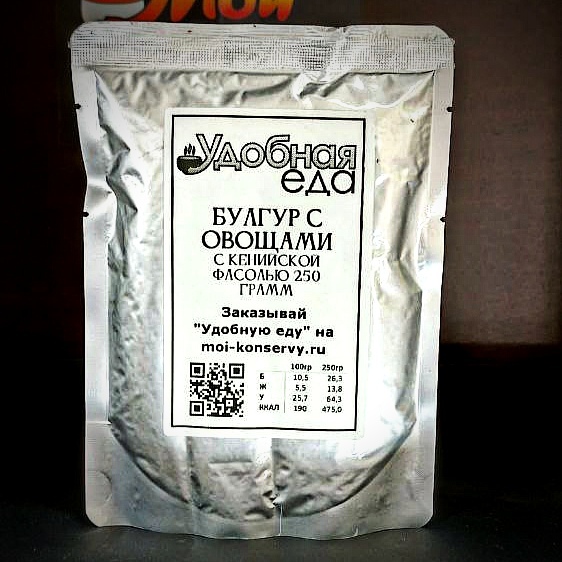 Мой
Удобная
еда
БУЛГУР С
ОВОЩАМИ
С КЕНИЙСКОЙ
ФАСОЛЬЮ 250
ГРАММ
Заказывай
"Удобную еду" на
moi-konservy.ru
100гр 250гр
Б 10,5 26,3
Ж 5,5 13,8
У 25,7 64,3
ККАЛ 190 475,0